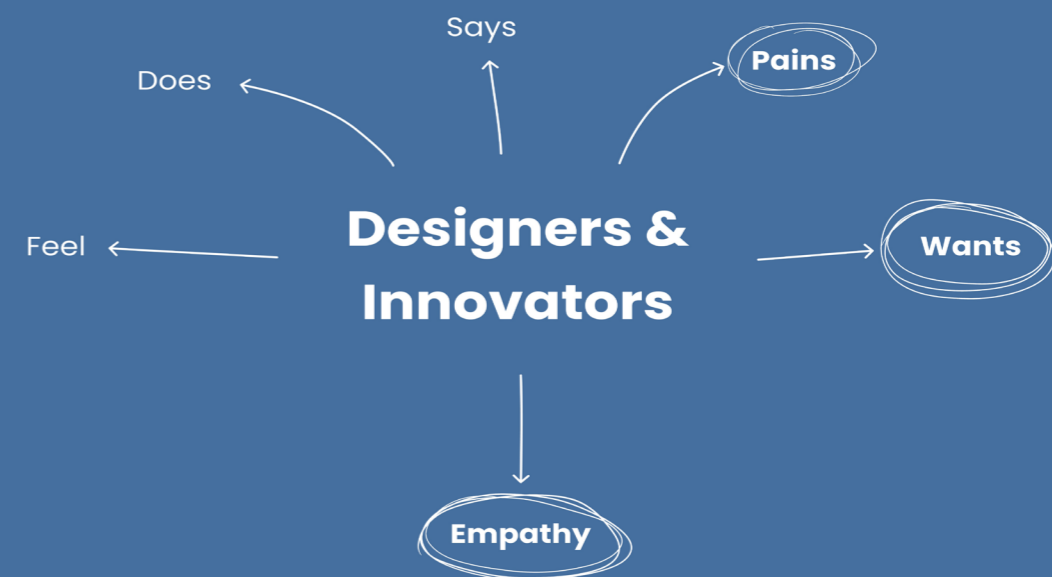 Says
Pains
Does
Designers &
Innovators
Feel
Wants
Empathy